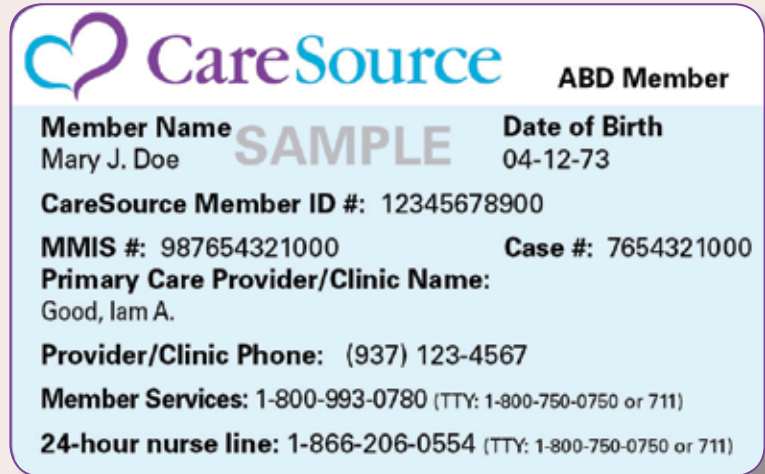 CareSource
ABD Member
Member Name Date of Birth
SAMPLE
Mary J. Doe 04-12-73
CareSource Member ID #: 12345678900
MMIS #: 987654321000 Case #: 7654321000
Primary Care Provider/Clinic Name:
Good, Iam A.
Provider/Clinic Phone: (937) 123-4567
Member Services: 1-800-993-0780 (TTY: 1-800-750-0750 or 711)
24-hour nurse line: 1-866-206-0554 (TTY: 1-800-750-0750 or 711)